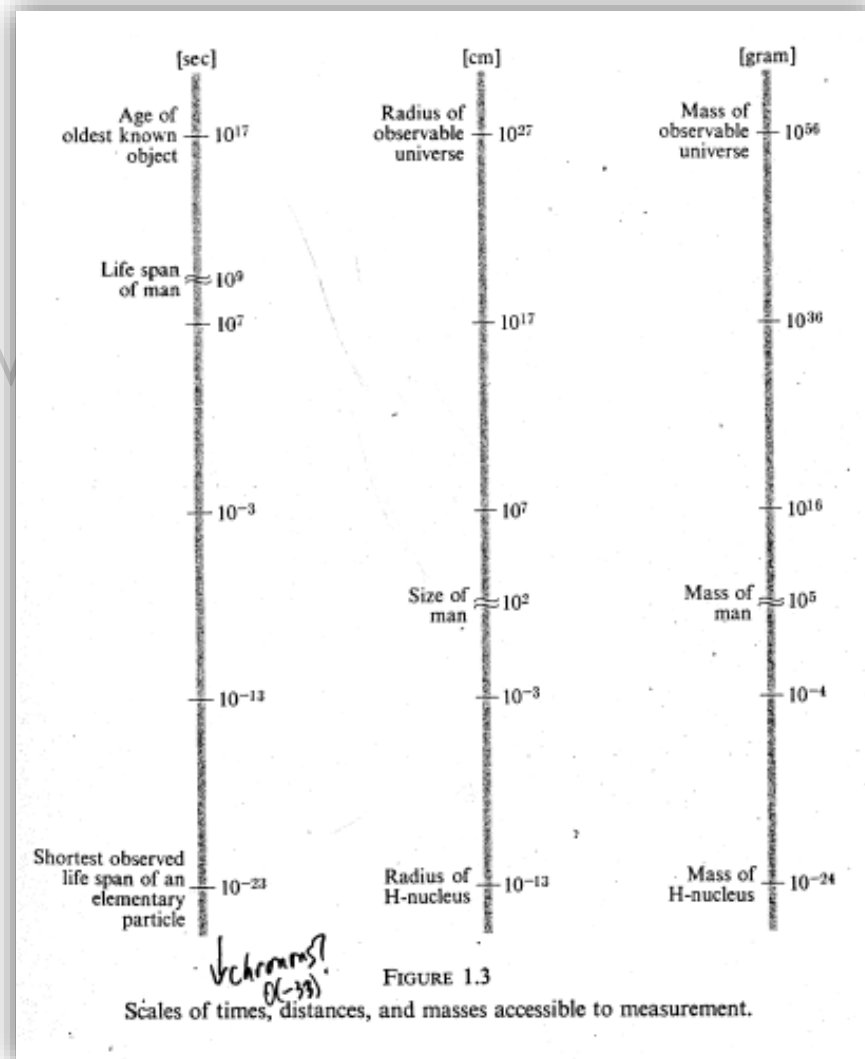 [sec]
Age of
oldest known
object
10¹⁷
Life span
of man
10⁹
10⁷
10⁻³
10⁻¹³
Shortest observed
life span of an
elementary
particle
10⁻²³
[cm]
Radius of
observable
universe
10²⁷
10¹⁷
10⁷
Size of
man
10²
10⁻³
Radius of
H-nucleus
10⁻¹³
[gram]
Mass of
observable
universe
10⁵⁶
10³⁶
10¹⁶
Mass of
man
10⁵
10⁻⁴
Mass of
H-nucleus
10⁻²⁴
(-33)
FIGURE 1.3
Scales of times, distances, and masses accessible to measurement.